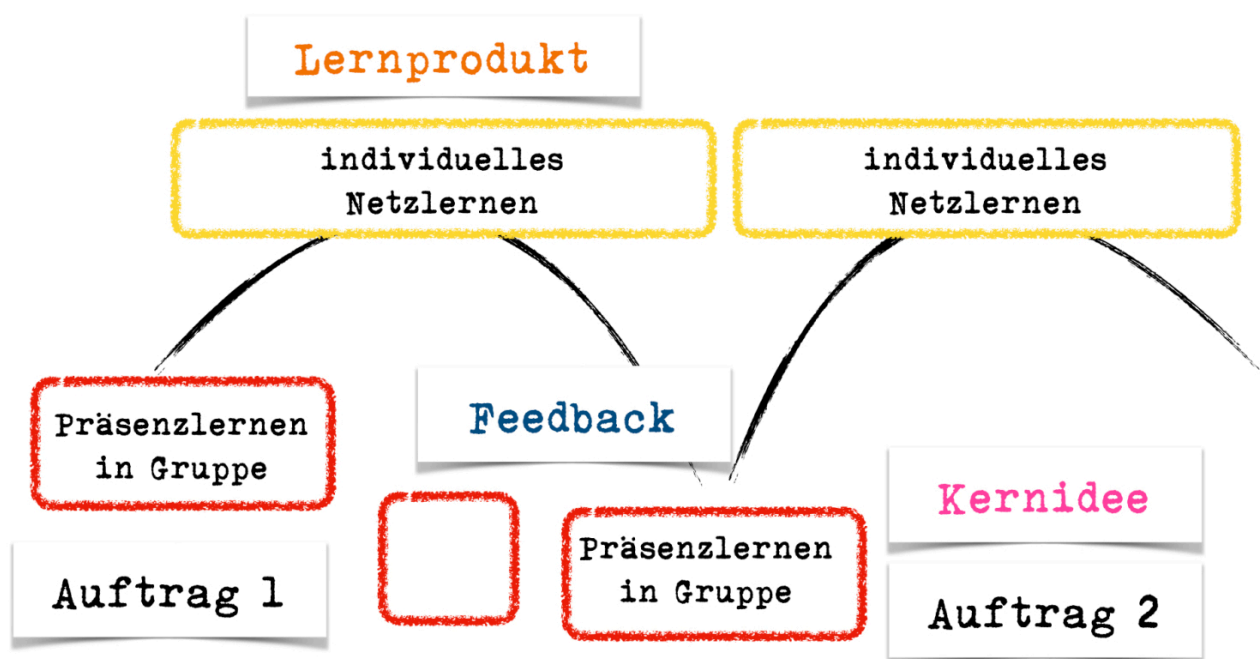 Lernprodukt
individuelles
Netzlernen
individuelles
Netzlernen
Präsenzlernen
in Gruppe
Feedback
Kernidee
Präsenzlernen
in Gruppe
Auftrag 1
Auftrag 2